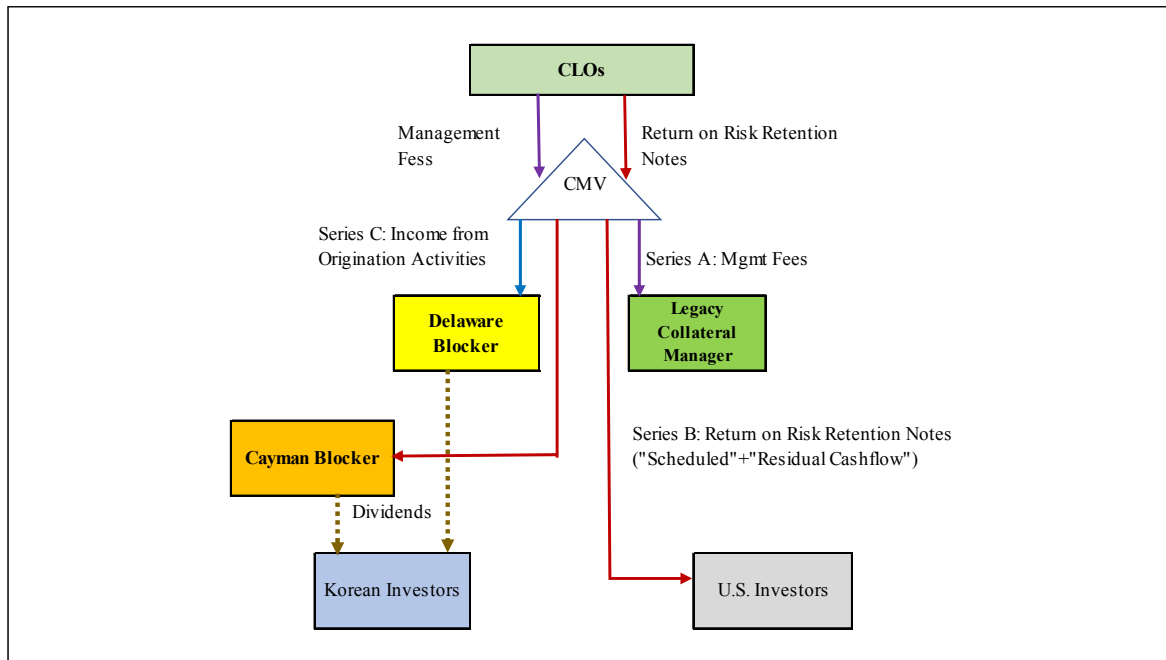 CLOs
Management
Fess
Return on Risk Retention
Notes
CMV
Series C: Income from
Origination Activities
Series A: Mgmt Fees
Delaware
Blocker
Legacy
Collateral
Manager
Cayman Blocker
Series B: Return on Risk Retention Notes
("Scheduled"+"Residual Cashflow")
Dividends
Korean Investors
U.S. Investors